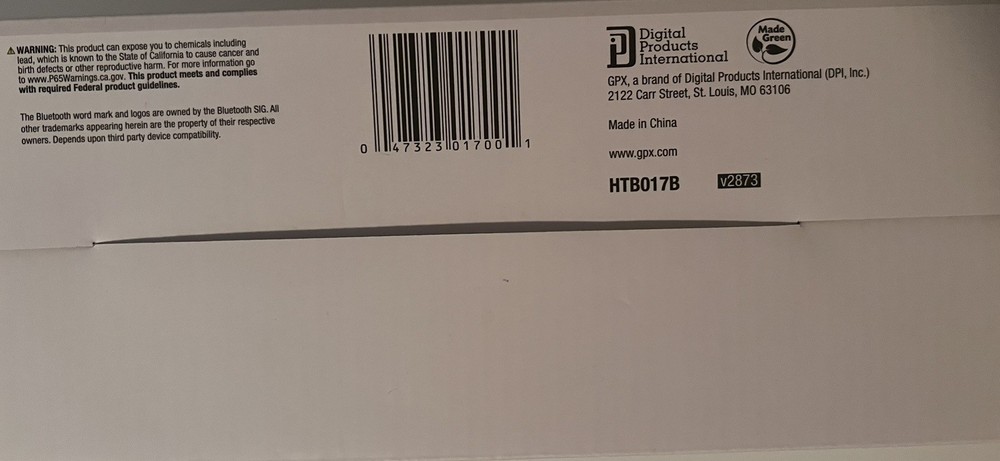 ⚠ WARNING: This product can expose you to chemicals including
lead, which is known to the State of California to cause cancer and
birth defects or other reproductive harm. For more information go
to www.P65Warnings.ca.gov. This product meets and complies
with required Federal product guidelines.
The Bluetooth word mark and logos are owned by the Bluetooth SIG. All
other trademarks appearing herein are the property of their respective
owners. Depends upon third party device compatibility.
0 47323 01700 1
Digital
Products
International
Made
Green
GPX, a brand of Digital Products International (DPI, Inc.)
2122 Carr Street, St. Louis, MO 63106
Made in China
www.gpx.com
HTB017B v2873